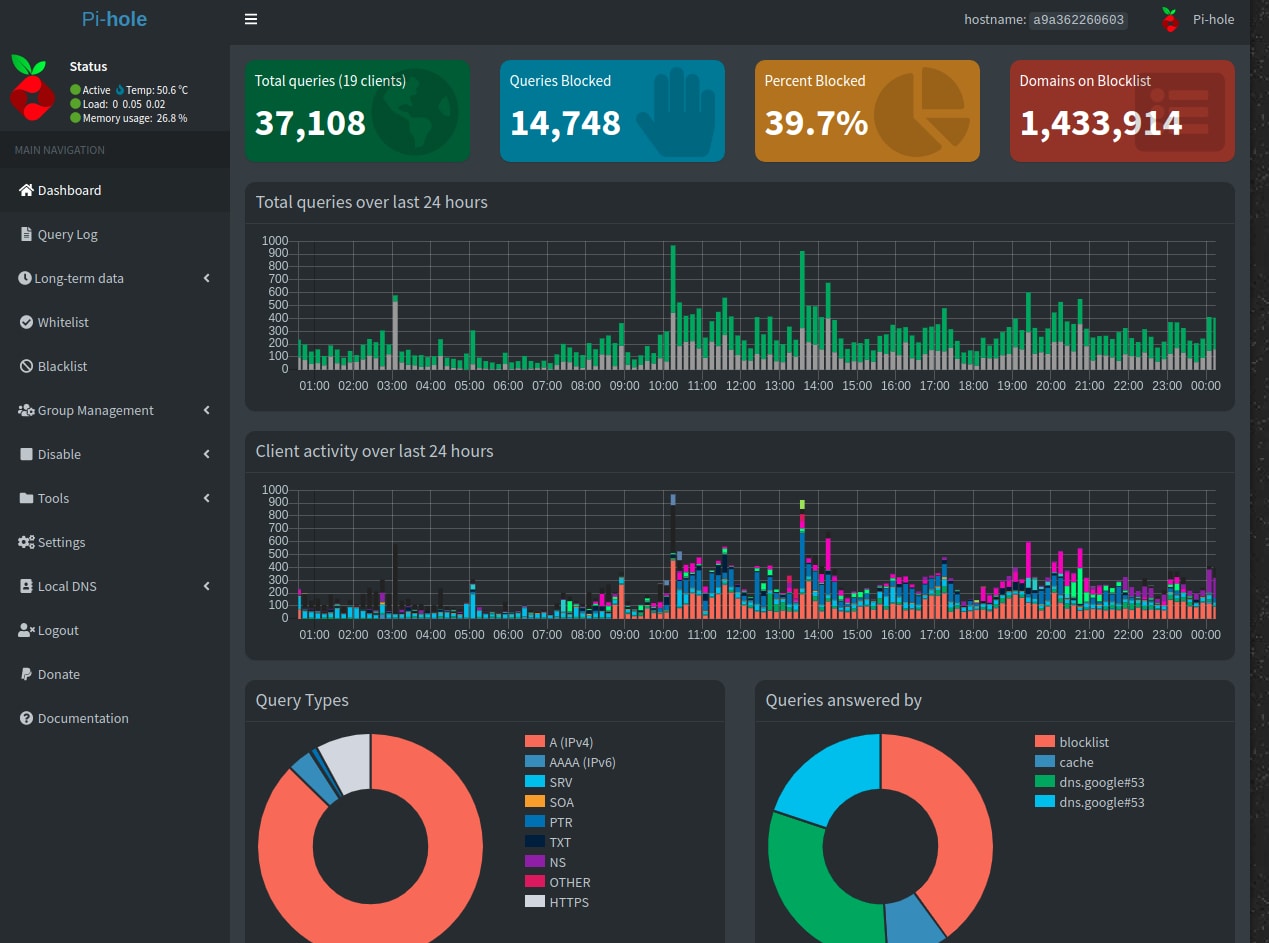 Pi-hole
hostname: a9a362260603
Pi-hole
Status
Active Temp: 50.6 °C
Load: 0 0.05 0.02
Memory usage: 26.8 %
MAIN NAVIGATION
Dashboard
Query Log
Long-term data
Whitelist
Blacklist
Group Management
Disable
Tools
Settings
Local DNS
Logout
Donate
Documentation
Total queries (19 clients)
37,108
Queries Blocked
14,748
Percent Blocked
39.7%
Domains on Blocklist
1,433,914
Total queries over last 24 hours
1000
900
800
700
600
500
400
300
200
100
0
01:00 02:00 03:00 04:00 05:00 06:00 07:00 08:00 09:00 10:00 11:00 12:00 13:00 14:00 15:00 16:00 17:00 18:00 19:00 20:00 21:00 22:00 23:00 00:00
Client activity over last 24 hours
1000
900
800
700
600
500
400
300
200
100
0
01:00 02:00 03:00 04:00 05:00 06:00 07:00 08:00 09:00 10:00 11:00 12:00 13:00 14:00 15:00 16:00 17:00 18:00 19:00 20:00 21:00 22:00 23:00 00:00
Query Types
A (IPv4)
AAAA (IPv6)
SRV
SOA
PTR
TXT
NS
OTHER
HTTPS
Queries answered by
blocklist
cache
dns.google#53
dns.google#53